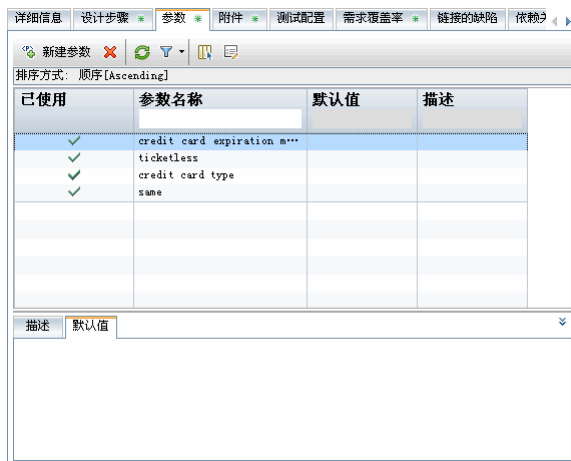 详细信息 设计步骤 * 参数 * 附件 * 测试配置 需求覆盖率 * 链接的缺陷 依赖关
新建参数
排序方式: 顺序[Ascending]
已使用 参数名称 默认值 描述
credit card expiration m…
ticketless
credit card type
same
描述 默认值